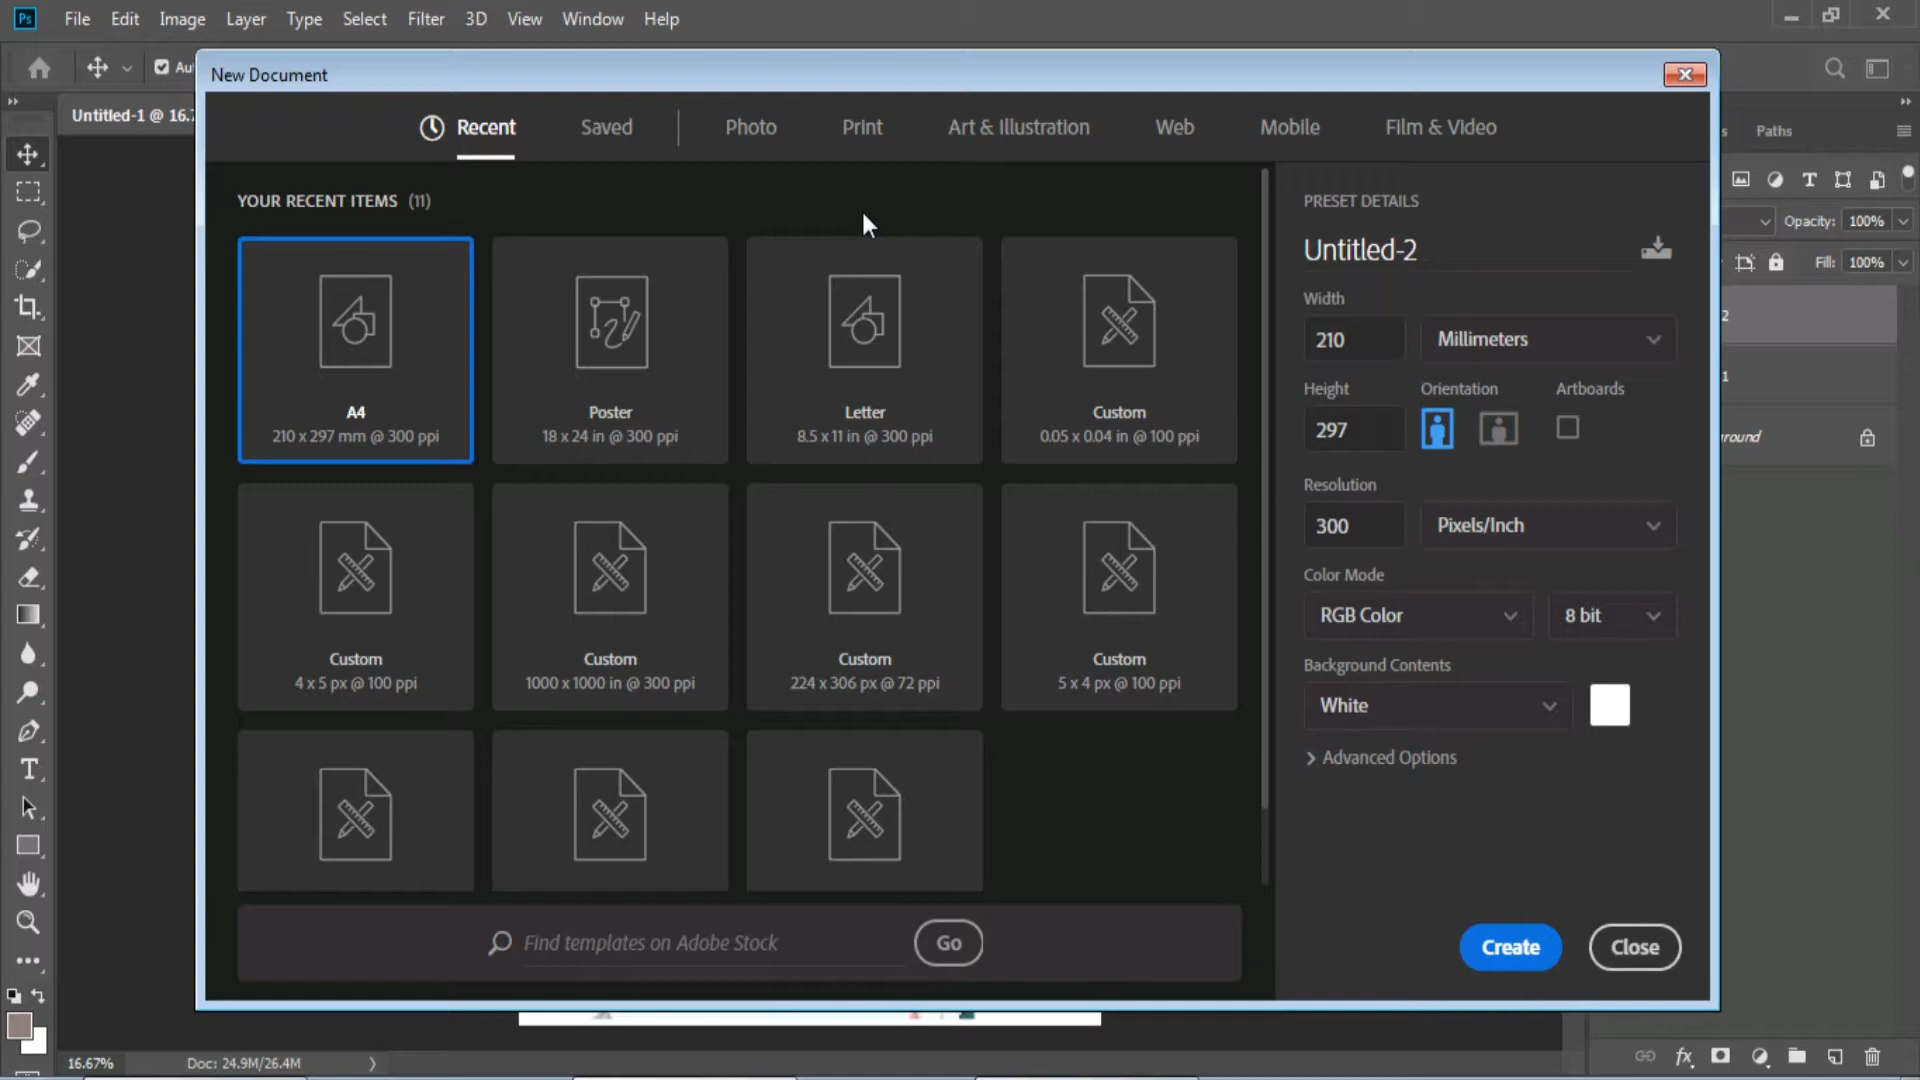 Ps File Edit Image Layer Type Select Filter 3D View Window Help
New Document
Untitled-1 @ 16.7
Recent Saved Photo Print Art & Illustration Web Mobile Film & Video
Paths
YOUR RECENT ITEMS (11)
A4
210 x 297 mm @ 300 ppi
Poster
18 x 24 in @ 300 ppi
Letter
8.5 x 11 in @ 300 ppi
Custom
0.05 x 0.04 in @ 100 ppi
Custom
4 x 5 px @ 100 ppi
Custom
1000 x 1000 in @ 300 ppi
Custom
224 x 306 px @ 72 ppi
Custom
5 x 4 px @ 100 ppi
Find templates on Adobe Stock Go
PRESET DETAILS
Untitled-2
Width
210 Millimeters
Height Orientation Artboards
297
Resolution
300 Pixels/Inch
Color Mode
RGB Color 8 bit
Background Contents
White
Advanced Options
Create Close
Opacity: 100%
Fill: 100%
2
1
16.67% Doc: 24.9M/26.4M